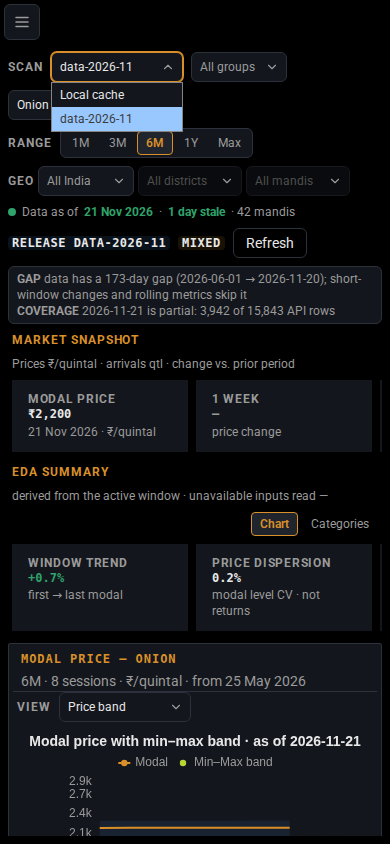 SCAN data-2026-11 All groups
Local cache
data-2026-11
Onion
RANGE 1M 3M 6M 1Y Max
GEO All India All districts All mandis
Data as of 21 Nov 2026 · 1 day stale · 42 mandis
RELEASE DATA-2026-11 MIXED Refresh
GAP data has a 173-day gap (2026-06-01 → 2026-11-20); short-
window changes and rolling metrics skip it
COVERAGE 2026-11-21 is partial: 3,942 of 15,843 API rows
MARKET SNAPSHOT
Prices ₹/quintal · arrivals qtl · change vs. prior period
MODAL PRICE
₹2,200
21 Nov 2026 · ₹/quintal
1 WEEK
—
price change
EDA SUMMARY
derived from the active window · unavailable inputs read —
Chart Categories
WINDOW TREND
+0.7%
first → last modal
PRICE DISPERSION
0.2%
modal level CV · not
returns
MODAL PRICE — ONION
6M · 8 sessions · ₹/quintal · from 25 May 2026
VIEW Price band
Modal price with min–max band · as of 2026-11-21
Modal Min–Max band
2.9k
2.7k
2.4k
2.1k